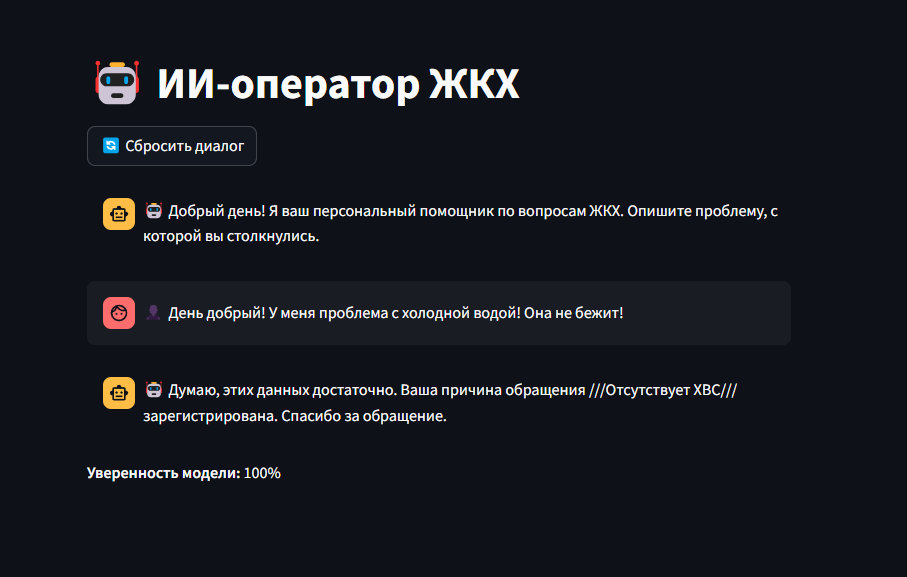 🤖 ИИ-оператор ЖКХ
🔄 Сбросить диалог
🤖 Добрый день! Я ваш персональный помощник по вопросам ЖКХ. Опишите проблему, с
которой вы столкнулись.
👤 День добрый! У меня проблема с холодной водой! Она не бежит!
🤖 Думаю, этих данных достаточно. Ваша причина обращения ///Отсутствует ХВС///
зарегистрирована. Спасибо за обращение.
Уверенность модели: 100%